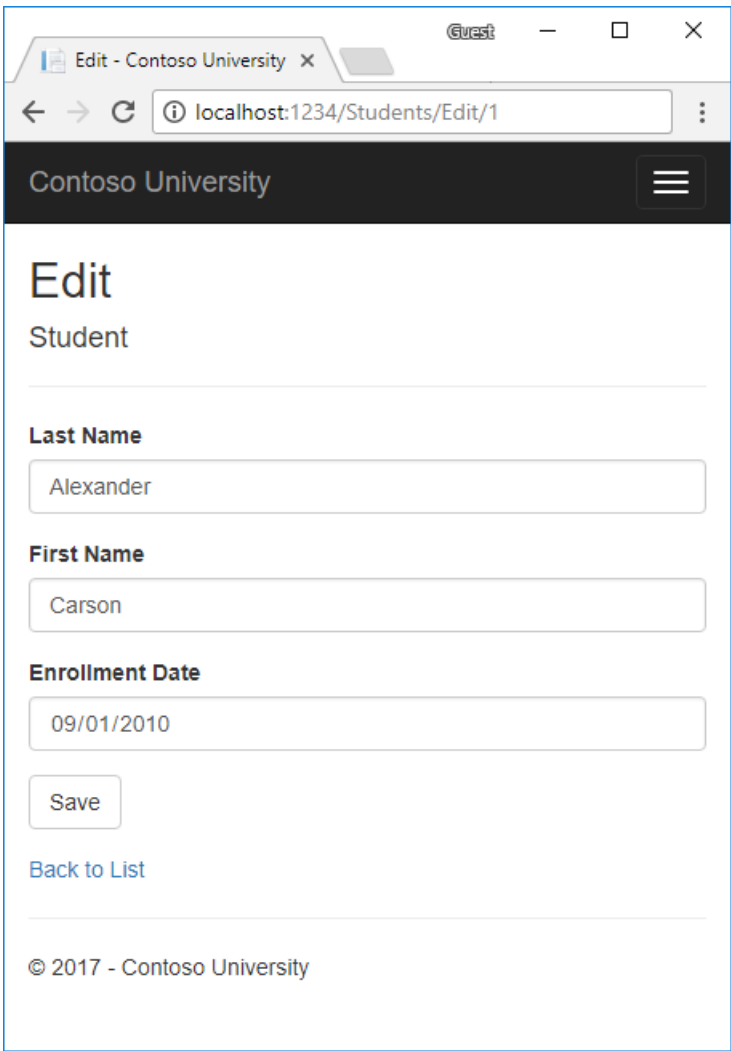 Guest
Edit - Contoso University
localhost:1234/Students/Edit/1
Contoso University
Edit
Student
Last Name
Alexander
First Name
Carson
Enrollment Date
09/01/2010
Save
Back to List
© 2017 - Contoso University